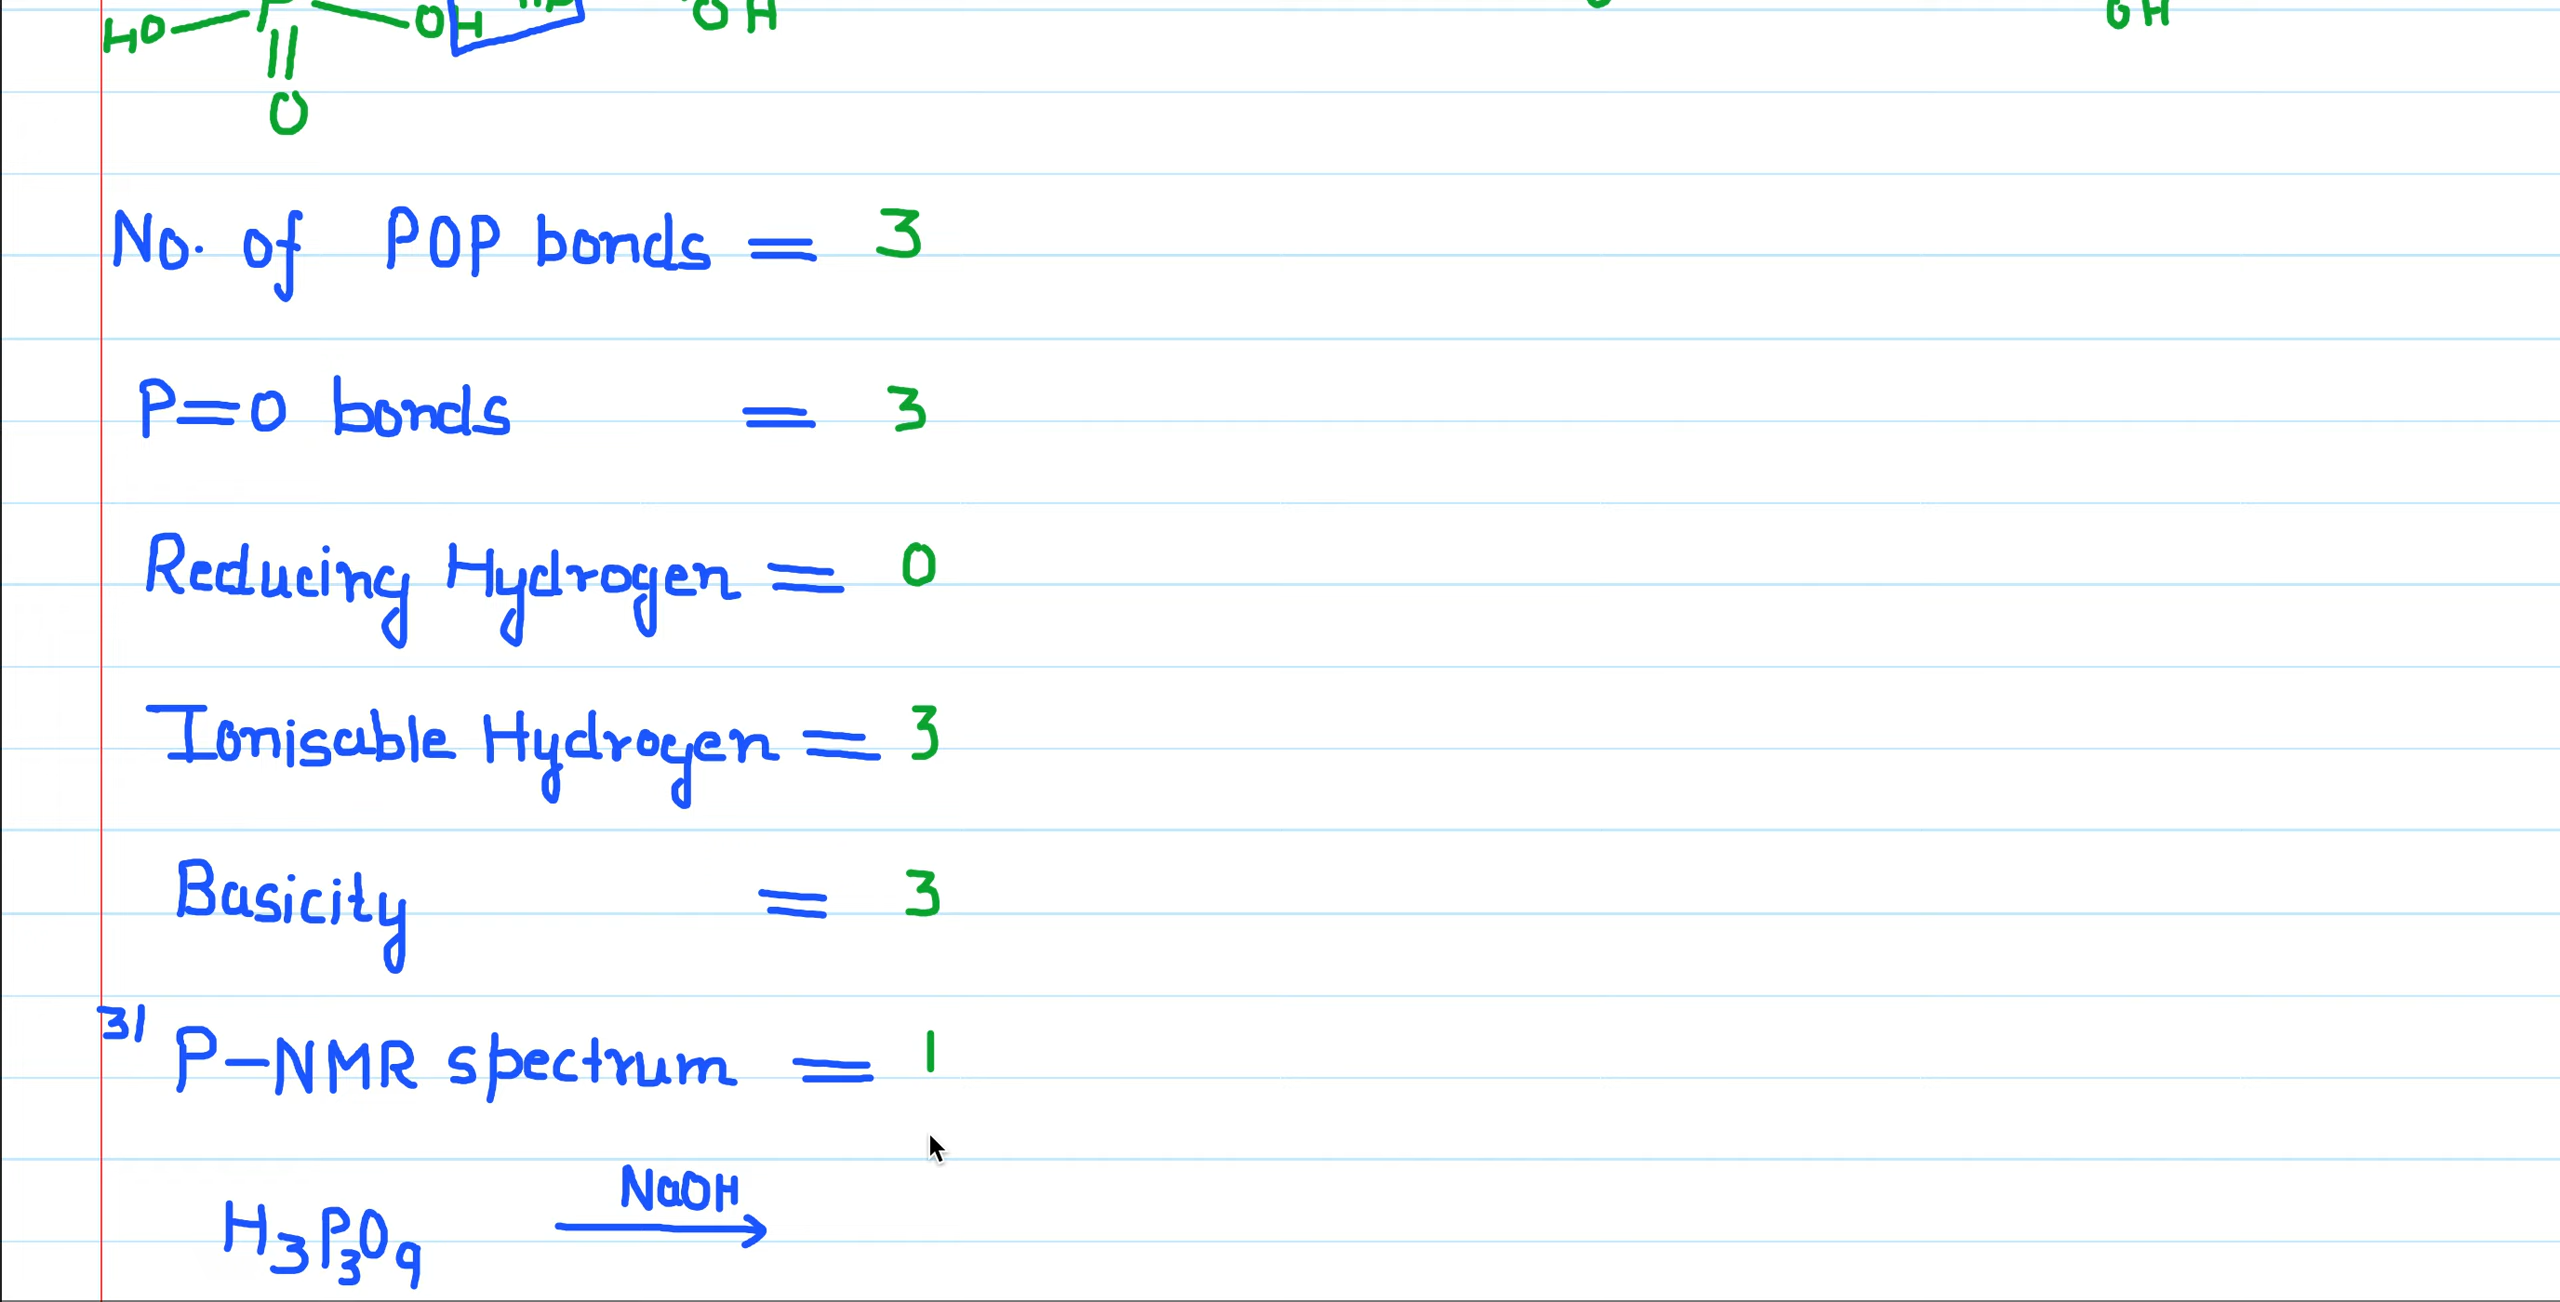 HO P OH OH OH
O
No. of POP bonds = 3
P=O bonds = 3
Reducing Hydrogen = 0
Ionisable Hydrogen = 3
Basicity = 3
³¹P-NMR spectrum = 1
NaOH
H₃P₃O₉ ⟶